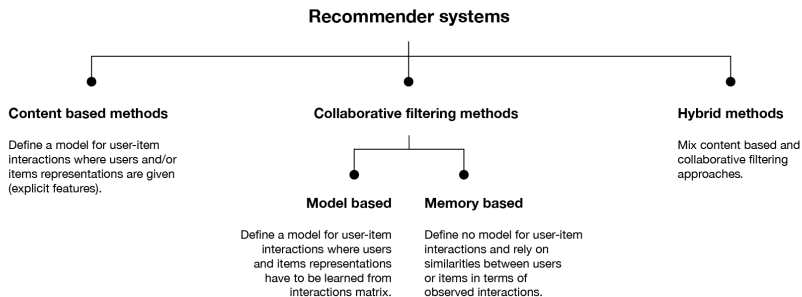 Recommender systems
Content based methods
Define a model for user-item
interactions where users and/or
items representations are given
(explicit features).
Collaborative filtering methods
Model based
Define a model for user-item
interactions where users
and items representations
have to be learned from
interactions matrix.
Memory based
Define no model for user-item
interactions and rely on
similarities between users
or items in terms of
observed interactions.
Hybrid methods
Mix content based and
collaborative filtering
approaches.